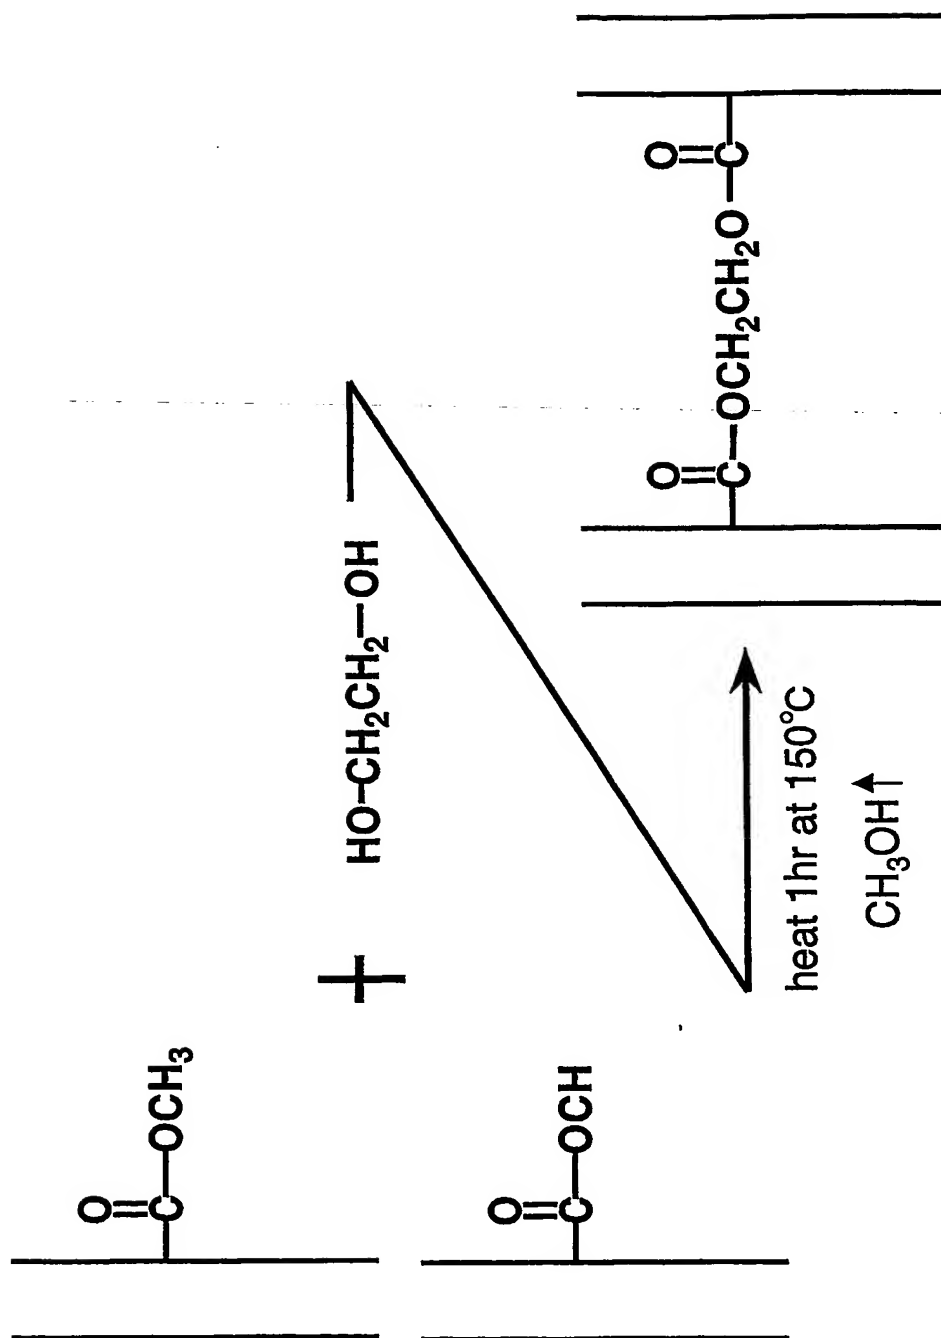 O
C–OCH₃
O
C–OCH
HO–CH₂CH₂–OH
heat 1hr at 150°C
CH₃OH↑
O O
C–OCH₂CH₂O–C